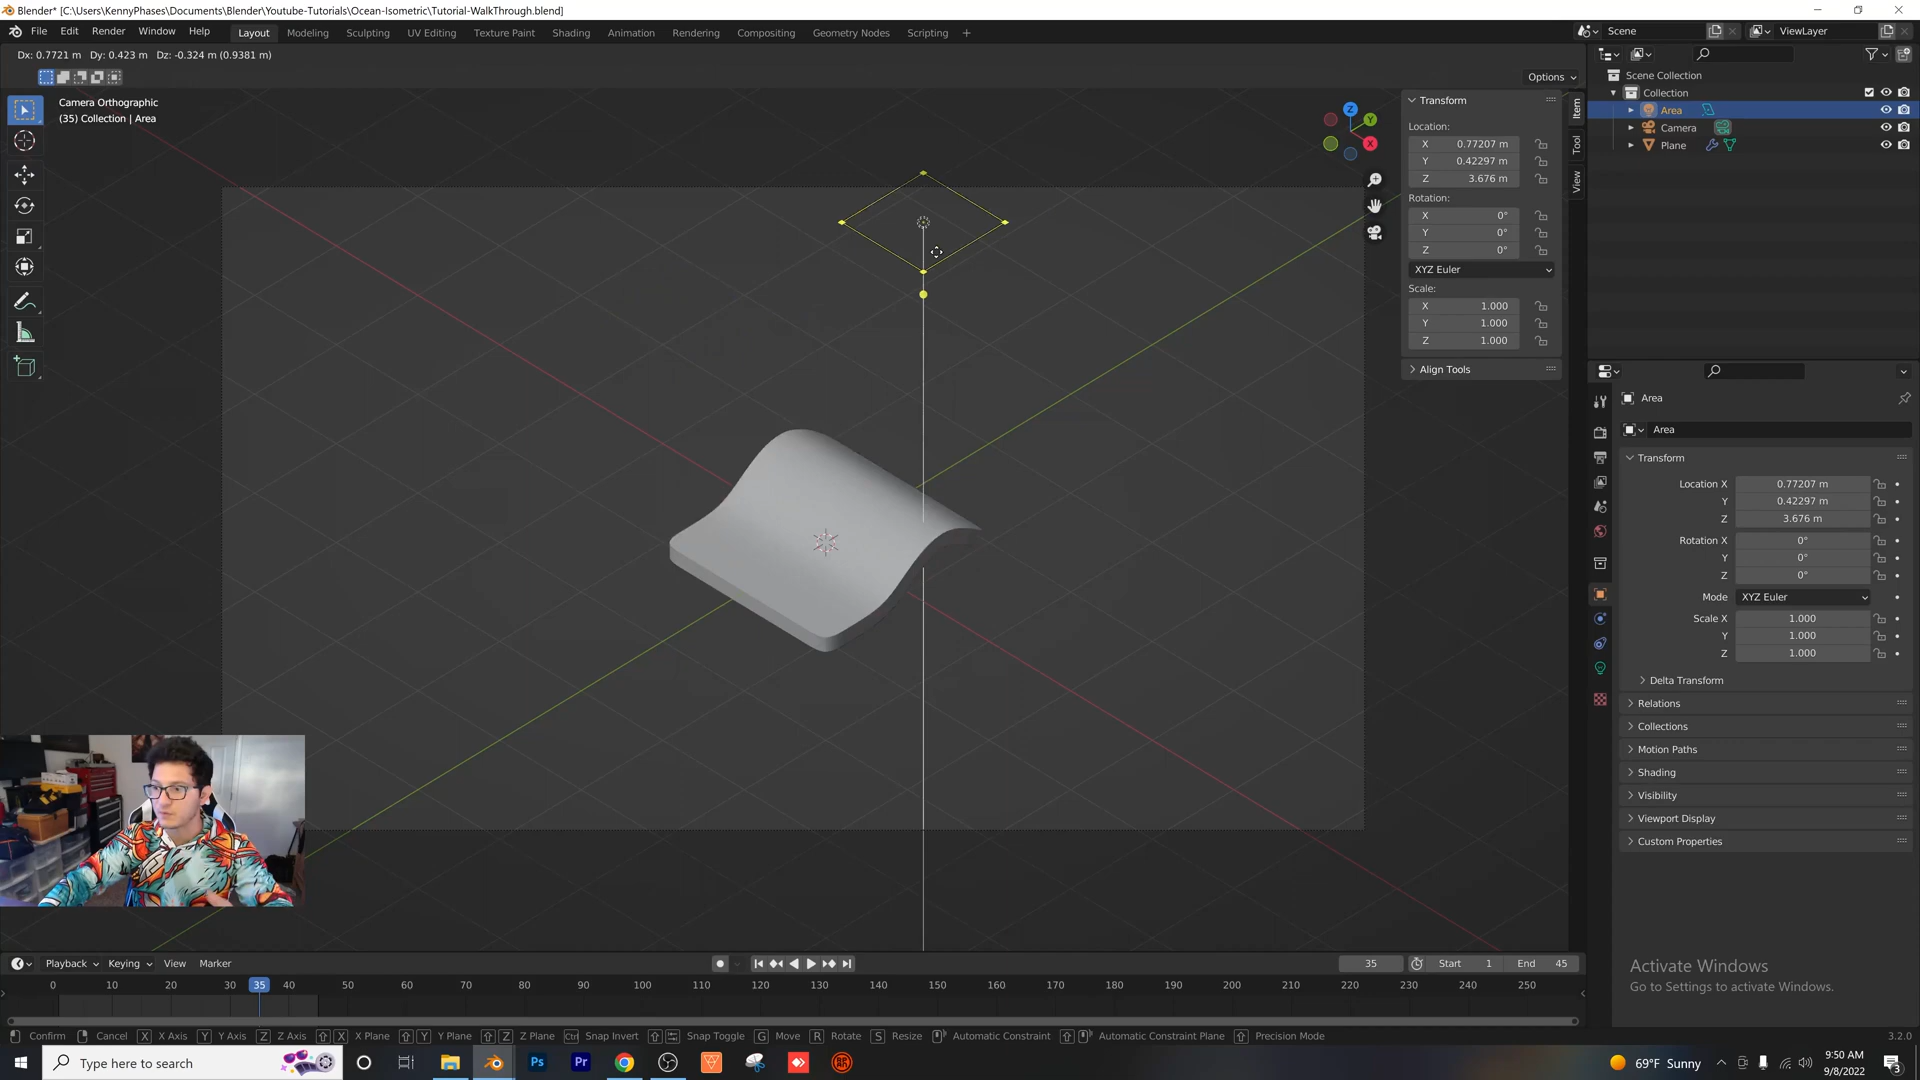 Blender* [C:\Users\KennyPhases\Documents\Blender\Youtube-Tutorials\Ocean-Isometric\Tutorial-WalkThrough.blend]
File Edit Render Window Help Layout Modeling Sculpting UV Editing Texture Paint Shading Animation Rendering Compositing Geometry Nodes Scripting + Scene ViewLayer
Dx: 0.7721 m Dy: 0.423 m Dz: -0.324 m (0.9381 m)
Options
Camera Orthographic
(35) Collection | Area
Z
Y
X
Transform
Location:
X 0.77207 m
Y 0.42297 m
Z 3.676 m
Rotation:
X 0°
Y 0°
Z 0°
XYZ Euler
Scale:
X 1.000
Y 1.000
Z 1.000
Align Tools
Item
Tool
View
Scene Collection
Collection
Area
Camera
Plane
Area
Area
Transform
Location X 0.77207 m
Y 0.42297 m
Z 3.676 m
Rotation X 0°
Y 0°
Z 0°
Mode XYZ Euler
Scale X 1.000
Y 1.000
Z 1.000
Delta Transform
Relations
Collections
Motion Paths
Shading
Visibility
Viewport Display
Custom Properties
Activate Windows
Go to Settings to activate Windows.
Playback Keying View Marker 35 Start 1 End 45
0 10 20 30 35 40 50 60 70 80 90 100 110 120 130 140 150 160 170 180 190 200 210 220 230 240 250
Confirm Cancel X X Axis Y Y Axis Z Z Axis X X Plane Y Y Plane Z Z Plane Ctrl Snap Invert Snap Toggle G Move R Rotate S Resize Automatic Constraint Automatic Constraint Plane Precision Mode 3.2.0
Type here to search Ps Pr 69°F Sunny 9:50 AM
9/8/2022 3